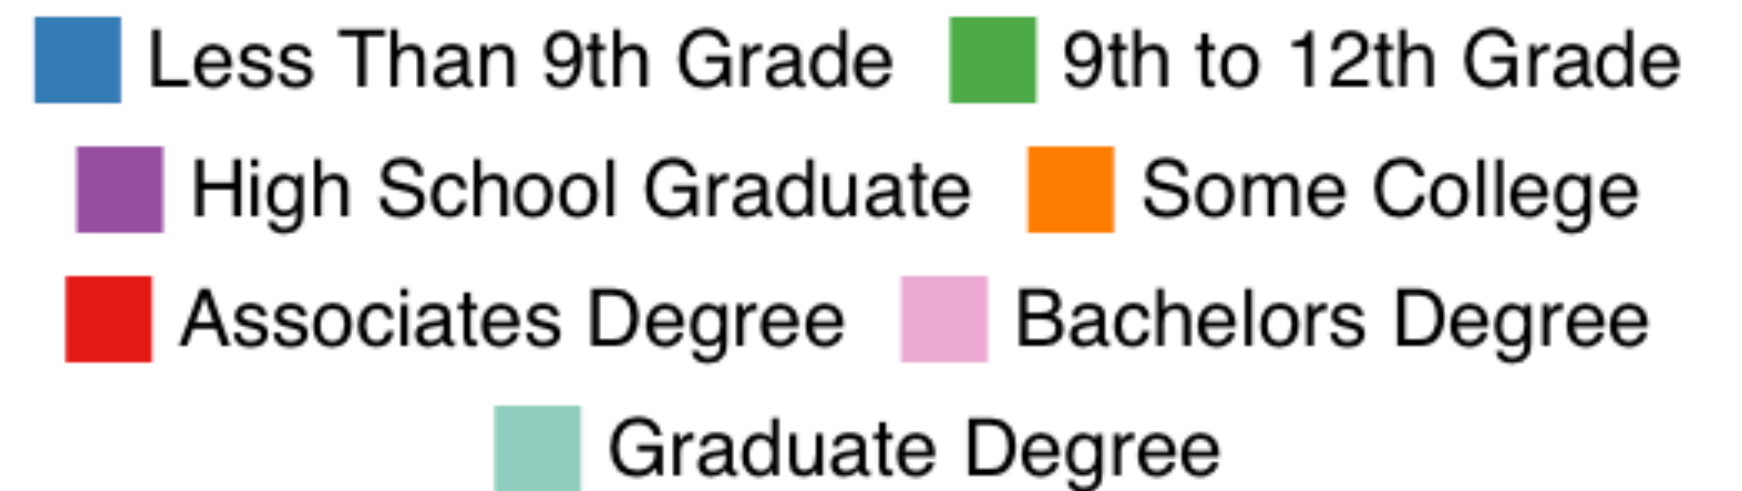 Less Than 9th Grade 9th to 12th Grade
High School Graduate Some College
Associates Degree Bachelors Degree
Graduate Degree